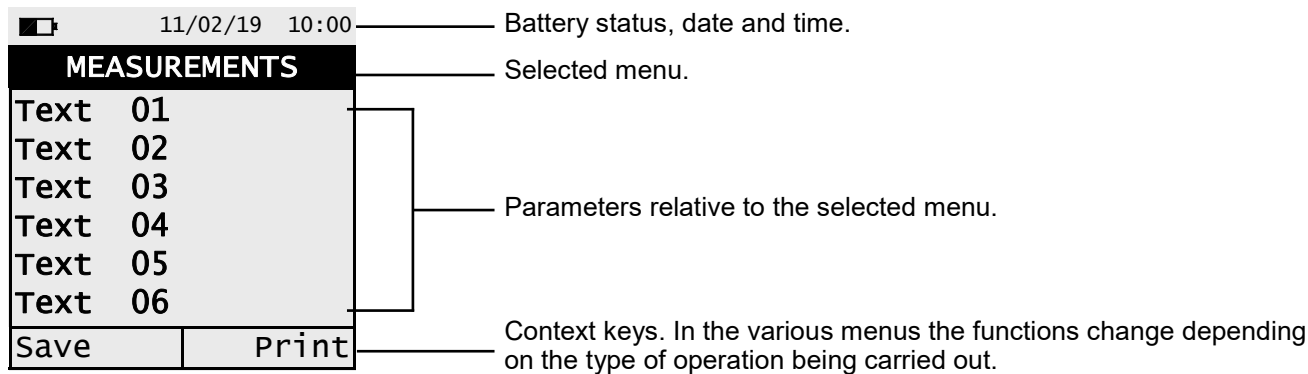 11/02/19 10:00
Battery status, date and time.
MEASUREMENTS
Selected menu.
Text 01
Text 02
Text 03
Text 04
Text 05
Text 06
Parameters relative to the selected menu.
Save Print
Context keys. In the various menus the functions change depending
on the type of operation being carried out.